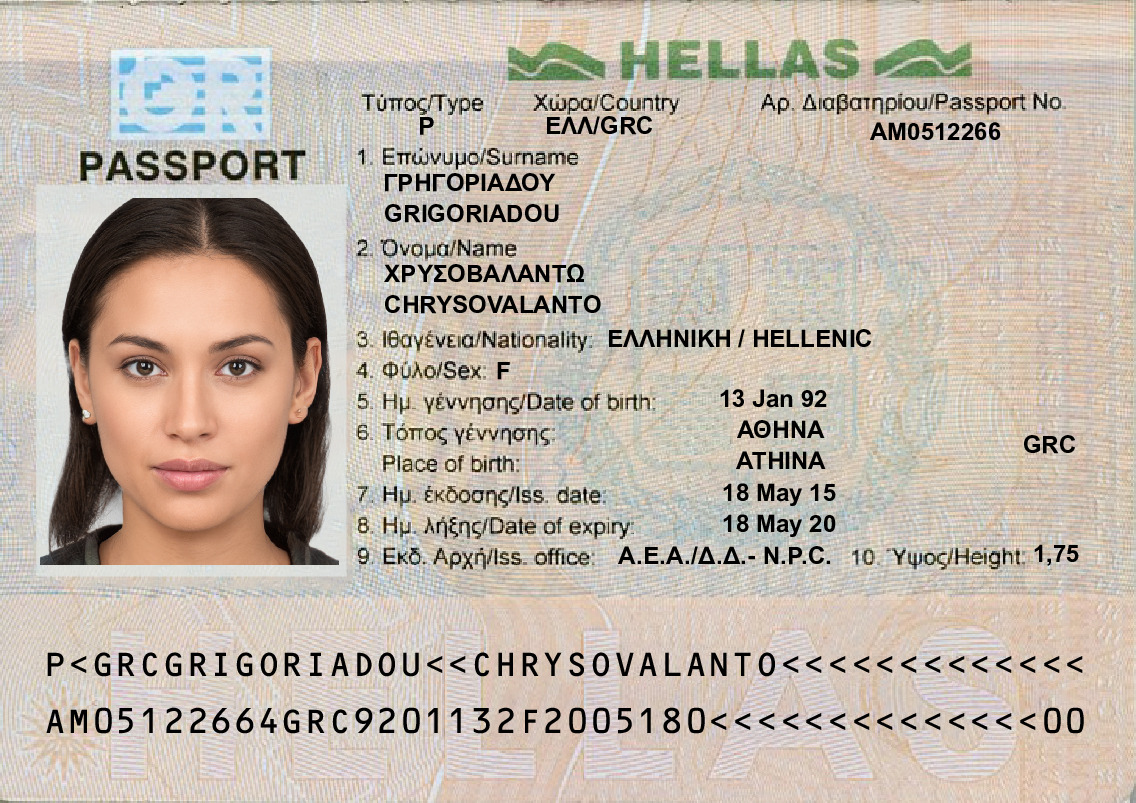 GR
HELLAS
PASSPORT
Τύπος/Type Χώρα/Country Αρ. Διαβατηρίου/Passport No.
P ΕΛΛ/GRC AM0512266
1. Επώνυμο/Surname
ΓΡΗΓΟΡΙΑΔΟΥ
GRIGORIADOU
2. Όνομα/Name
ΧΡΥΣΟΒΑΛΑΝΤΩ
CHRYSOVALANTO
3. Ιθαγένεια/Nationality: ΕΛΛΗΝΙΚΗ / HELLENIC
4. Φύλο/Sex: F
5. Ημ. γέννησης/Date of birth: 13 Jan 92
6. Τόπος γέννησης: ΑΘΗΝΑ
Place of birth: ATHINA GRC
7. Ημ. έκδοσης/Iss. date: 18 May 15
8. Ημ. λήξης/Date of expiry: 18 May 20
9. Εκδ. Αρχή/Iss. office: Α.Ε.Α./Δ.Δ.- N.P.C. 10. Ύψος/Height: 1,75
HELLAS
P<GRCGRIGORIADOU<<CHRYSOVALANTO<<<<<<<<<<<<<
AM05122664GRC9201132F2005180<<<<<<<<<<<<<<00